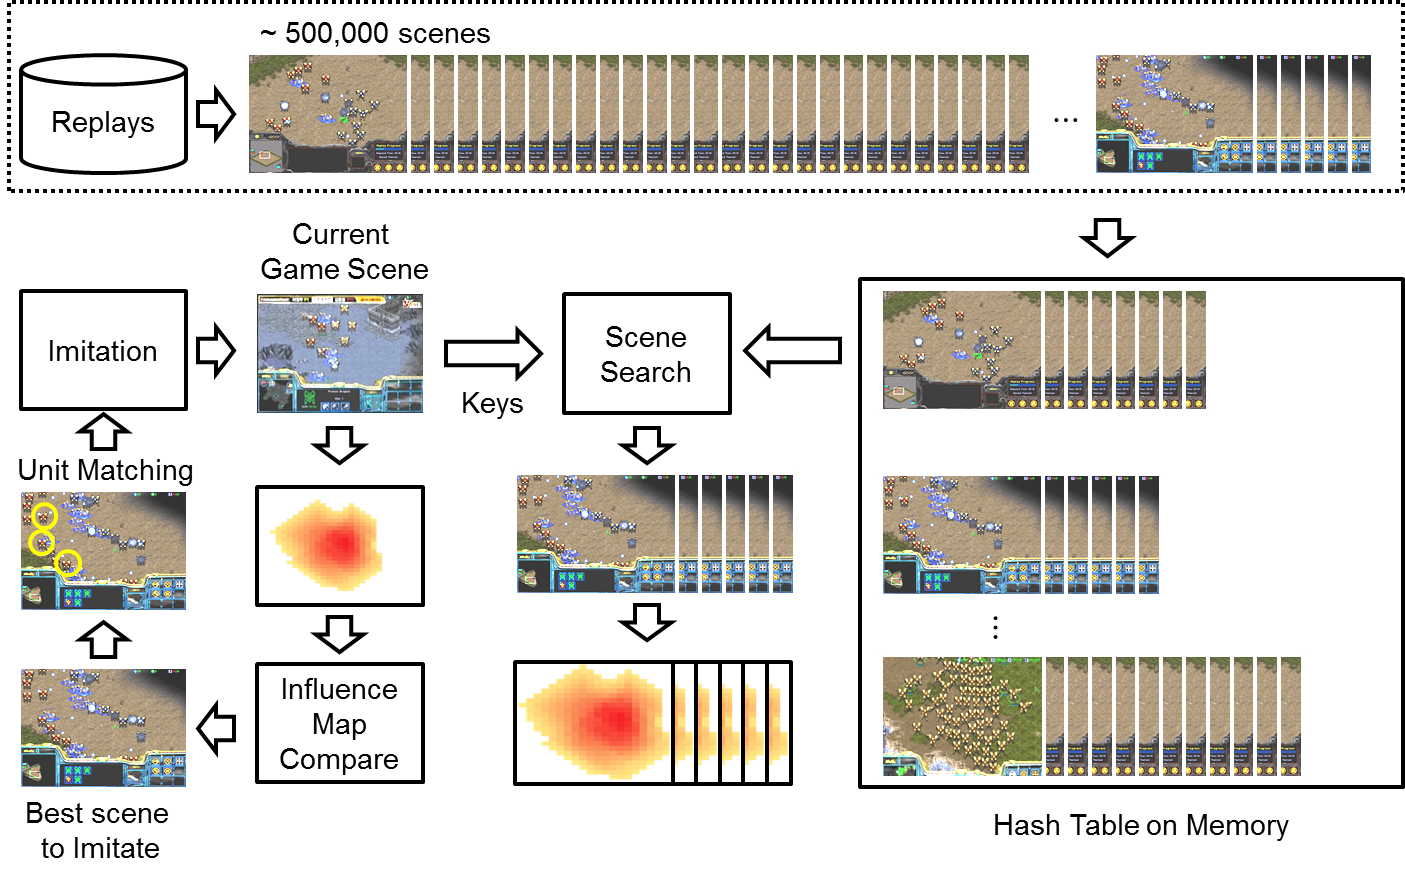 ~ 500,000 scenes
Replays
...
Current
Game Scene
Imitation
Scene
Search
Keys
Unit Matching
Influence
Map
Compare
Best scene
to Imitate
Hash Table on Memory